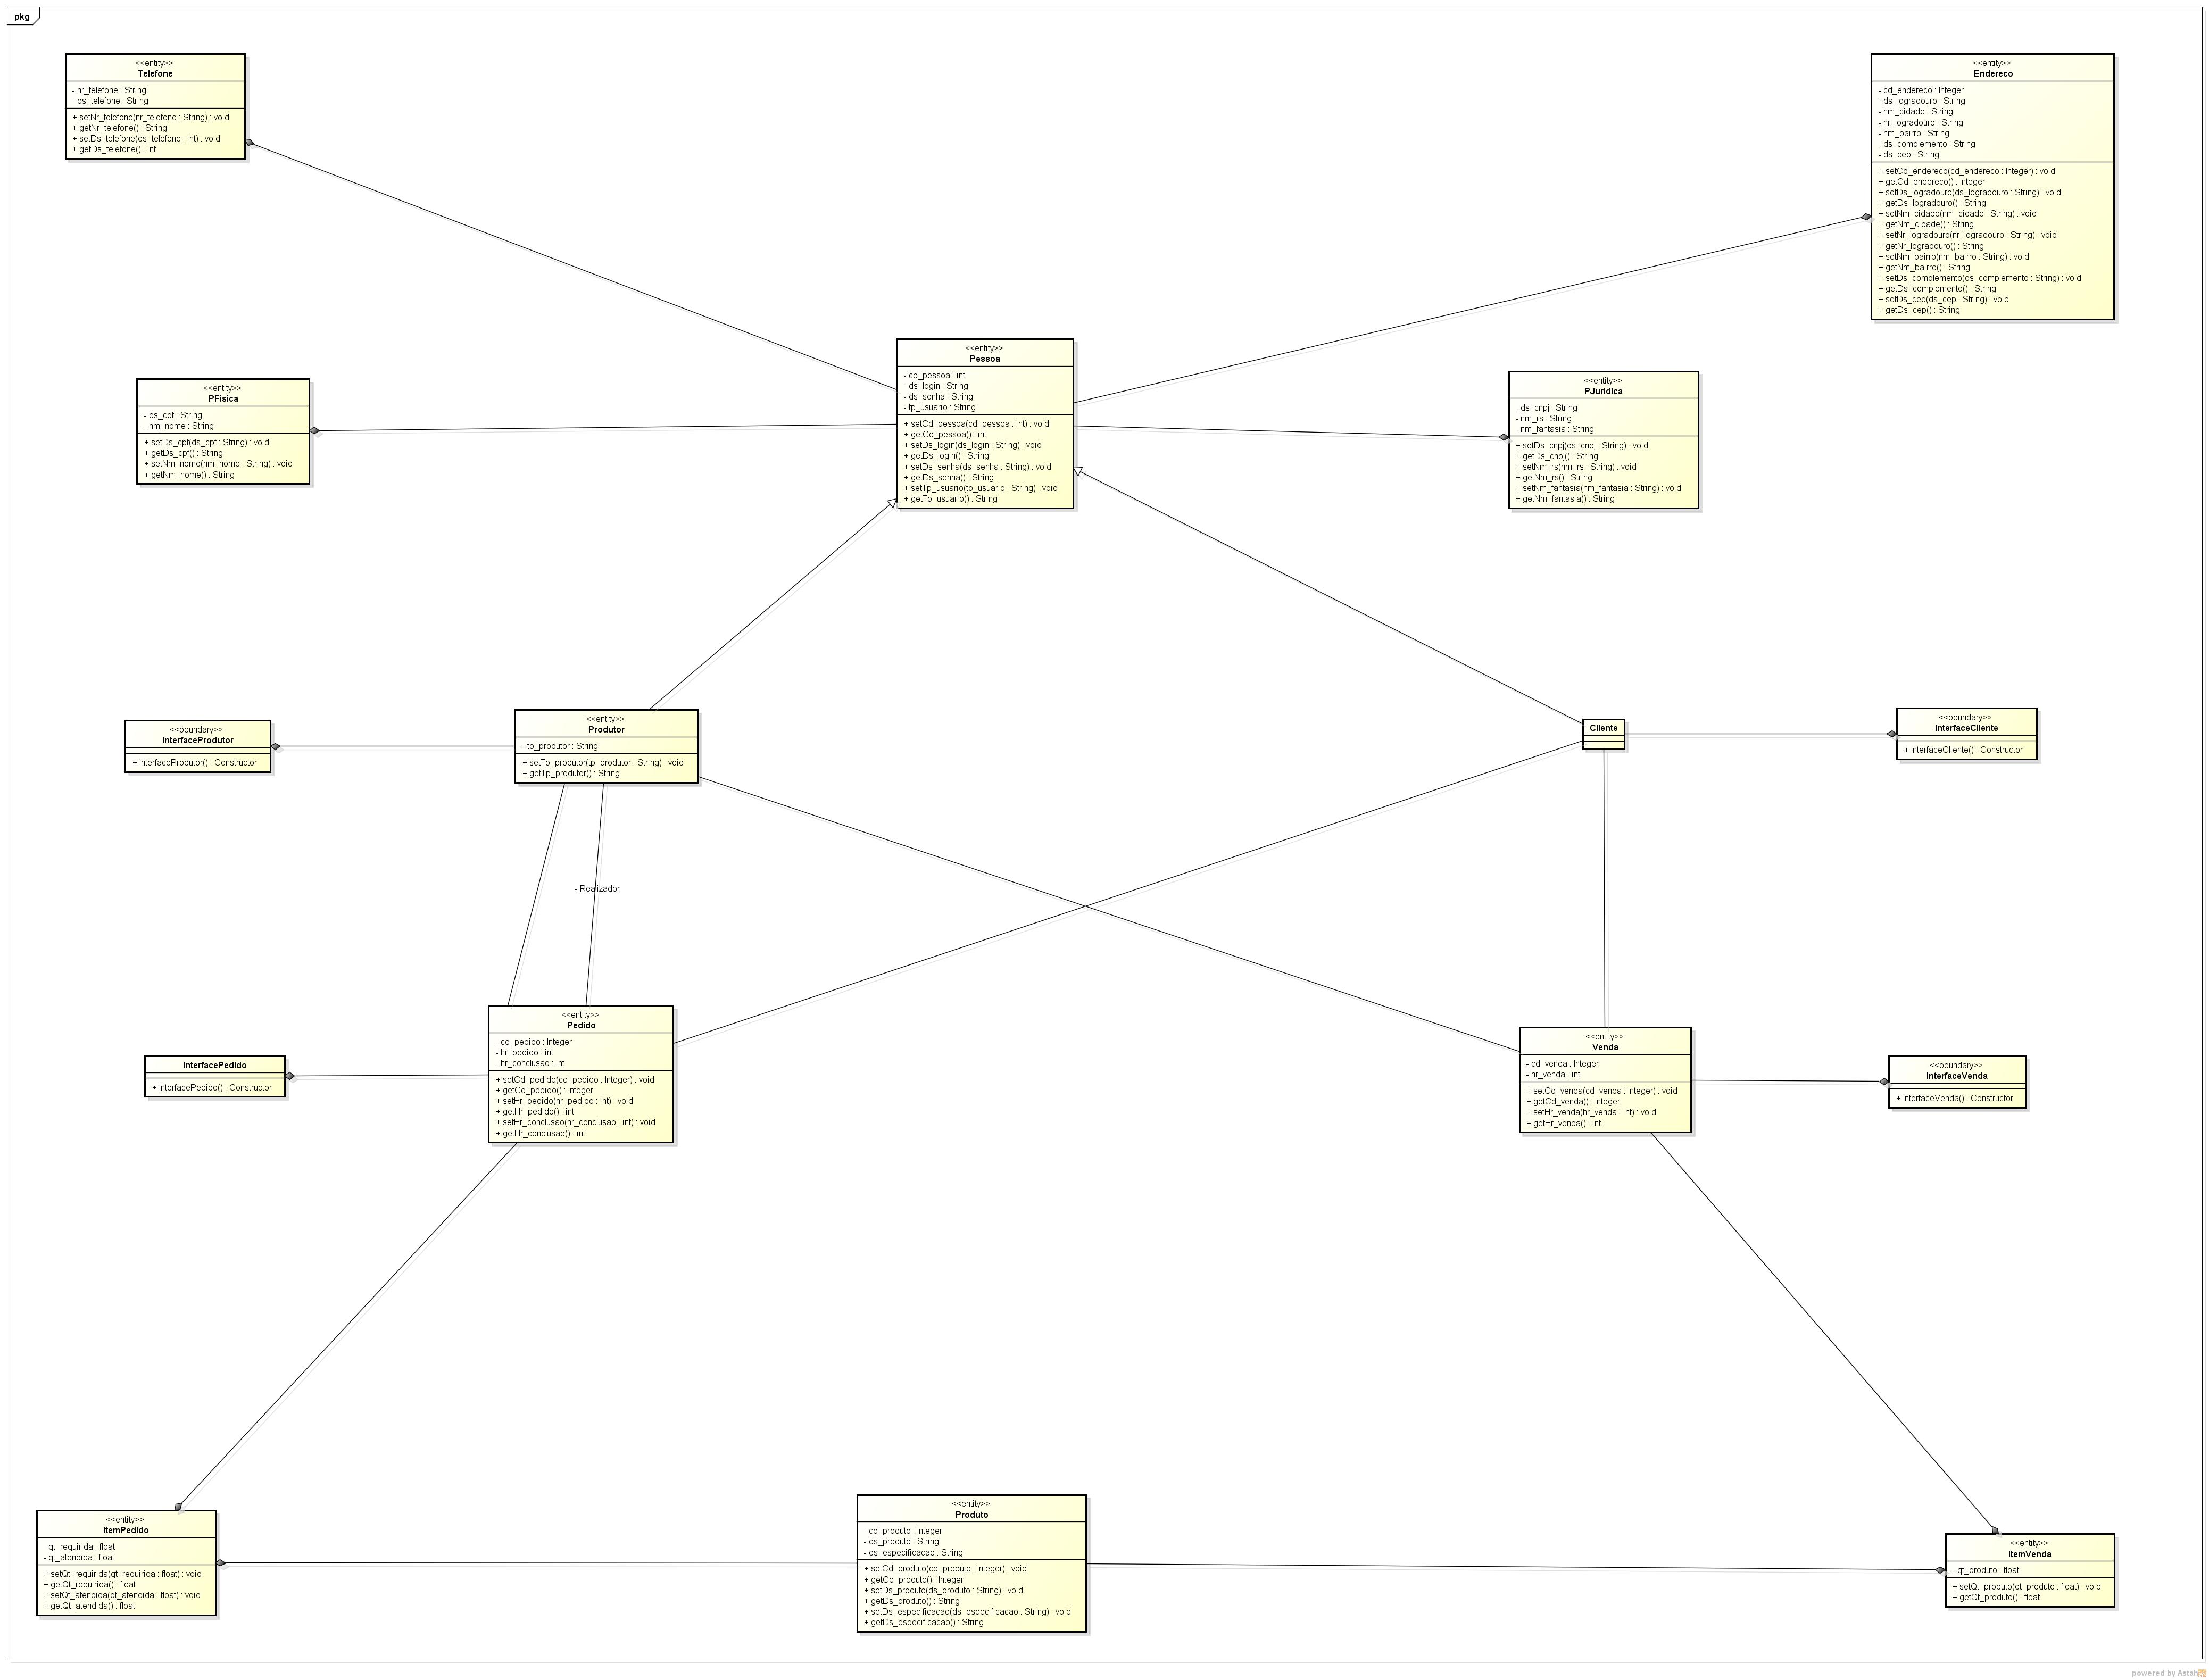 pkg
<<entity>>
Telefone
- nr_telefone : String
- ds_telefone : String
+ setNr_telefone(nr_telefone : String) : void
+ getNr_telefone() : String
+ setDs_telefone(ds_telefone : int) : void
+ getDs_telefone() : int
<<entity>>
Endereco
- cd_endereco : Integer
- ds_logradouro : String
- nm_cidade : String
- nr_logradouro : String
- nm_bairro : String
- ds_complemento : String
- ds_cep : String
+ setCd_endereco(cd_endereco : Integer) : void
+ getCd_endereco() : Integer
+ setDs_logradouro(ds_logradouro : String) : void
+ getDs_logradouro() : String
+ setNm_cidade(nm_cidade : String) : void
+ getNm_cidade() : String
+ setNr_logradouro(nr_logradouro : String) : void
+ getNr_logradouro() : String
+ setNm_bairro(nm_bairro : String) : void
+ getNm_bairro() : String
+ setDs_complemento(ds_complemento : String) : void
+ getDs_complemento() : String
+ setDs_cep(ds_cep : String) : void
+ getDs_cep() : String
<<entity>>
PFisica
- ds_cpf : String
- nm_nome : String
+ setDs_cpf(ds_cpf : String) : void
+ getDs_cpf() : String
+ setNm_nome(nm_nome : String) : void
+ getNm_nome() : String
<<entity>>
Pessoa
- cd_pessoa : int
- ds_login : String
- ds_senha : String
- tp_usuario : String
+ setCd_pessoa(cd_pessoa : int) : void
+ getCd_pessoa() : int
+ setDs_login(ds_login : String) : void
+ getDs_login() : String
+ setDs_senha(ds_senha : String) : void
+ getDs_senha() : String
+ setTp_usuario(tp_usuario : String) : void
+ getTp_usuario() : String
<<entity>>
PJuridica
- ds_cnpj : String
- nm_rs : String
- nm_fantasia : String
+ setDs_cnpj(ds_cnpj : String) : void
+ getDs_cnpj() : String
+ setNm_rs(nm_rs : String) : void
+ getNm_rs() : String
+ setNm_fantasia(nm_fantasia : String) : void
+ getNm_fantasia() : String
<<boundary>>
InterfaceProdutor
+ InterfaceProdutor() : Constructor
<<entity>>
Produtor
- tp_produtor : String
+ setTp_produtor(tp_produtor : String) : void
+ getTp_produtor() : String
Cliente
<<boundary>>
InterfaceCliente
+ InterfaceCliente() : Constructor
- Realizador
InterfacePedido
+ InterfacePedido() : Constructor
<<entity>>
Pedido
- cd_pedido : Integer
- hr_pedido : int
- hr_conclusao : int
+ setCd_pedido(cd_pedido : Integer) : void
+ getCd_pedido() : Integer
+ setHr_pedido(hr_pedido : int) : void
+ getHr_pedido() : int
+ setHr_conclusao(hr_conclusao : int) : void
+ getHr_conclusao() : int
<<entity>>
Venda
- cd_venda : Integer
- hr_venda : int
+ setCd_venda(cd_venda : Integer) : void
+ getCd_venda() : Integer
+ setHr_venda(hr_venda : int) : void
+ getHr_venda() : int
<<boundary>>
InterfaceVenda
+ InterfaceVenda() : Constructor
<<entity>>
ItemPedido
- qt_requirida : float
- qt_atendida : float
+ setQt_requirida(qt_requirida : float) : void
+ getQt_requirida() : float
+ setQt_atendida(qt_atendida : float) : void
+ getQt_atendida() : float
<<entity>>
Produto
- cd_produto : Integer
- ds_produto : String
- ds_especificacao : String
+ setCd_produto(cd_produto : Integer) : void
+ getCd_produto() : Integer
+ setDs_produto(ds_produto : String) : void
+ getDs_produto() : String
+ setDs_especificacao(ds_especificacao : String) : void
+ getDs_especificacao() : String
<<entity>>
ItemVenda
- qt_produto : float
+ setQt_produto(qt_produto : float) : void
+ getQt_produto() : float
powered by Astah